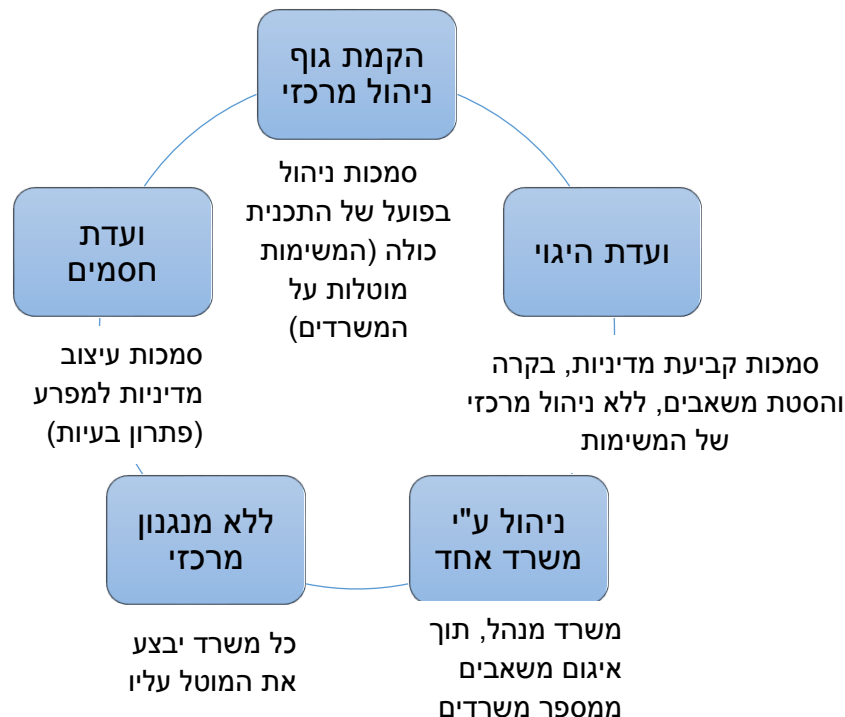 הקמת גוף
ניהול מרכזי
סמכות ניהול
בפועל של התכנית
כולה (המשימות
מוטלות על
המשרדים)
ועדת היגוי
סמכות קביעת מדיניות, בקרה
והסטת משאבים, ללא ניהול מרכזי
של המשימות
ניהול ע"י
משרד אחד
משרד מנהל, תוך
איגום משאבים
ממספר משרדים
ללא מנגנון
מרכזי
כל משרד יבצע
את המוטל עליו
ועדת
חסמים
סמכות עיצוב
מדיניות למפרע
(פתרון בעיות)